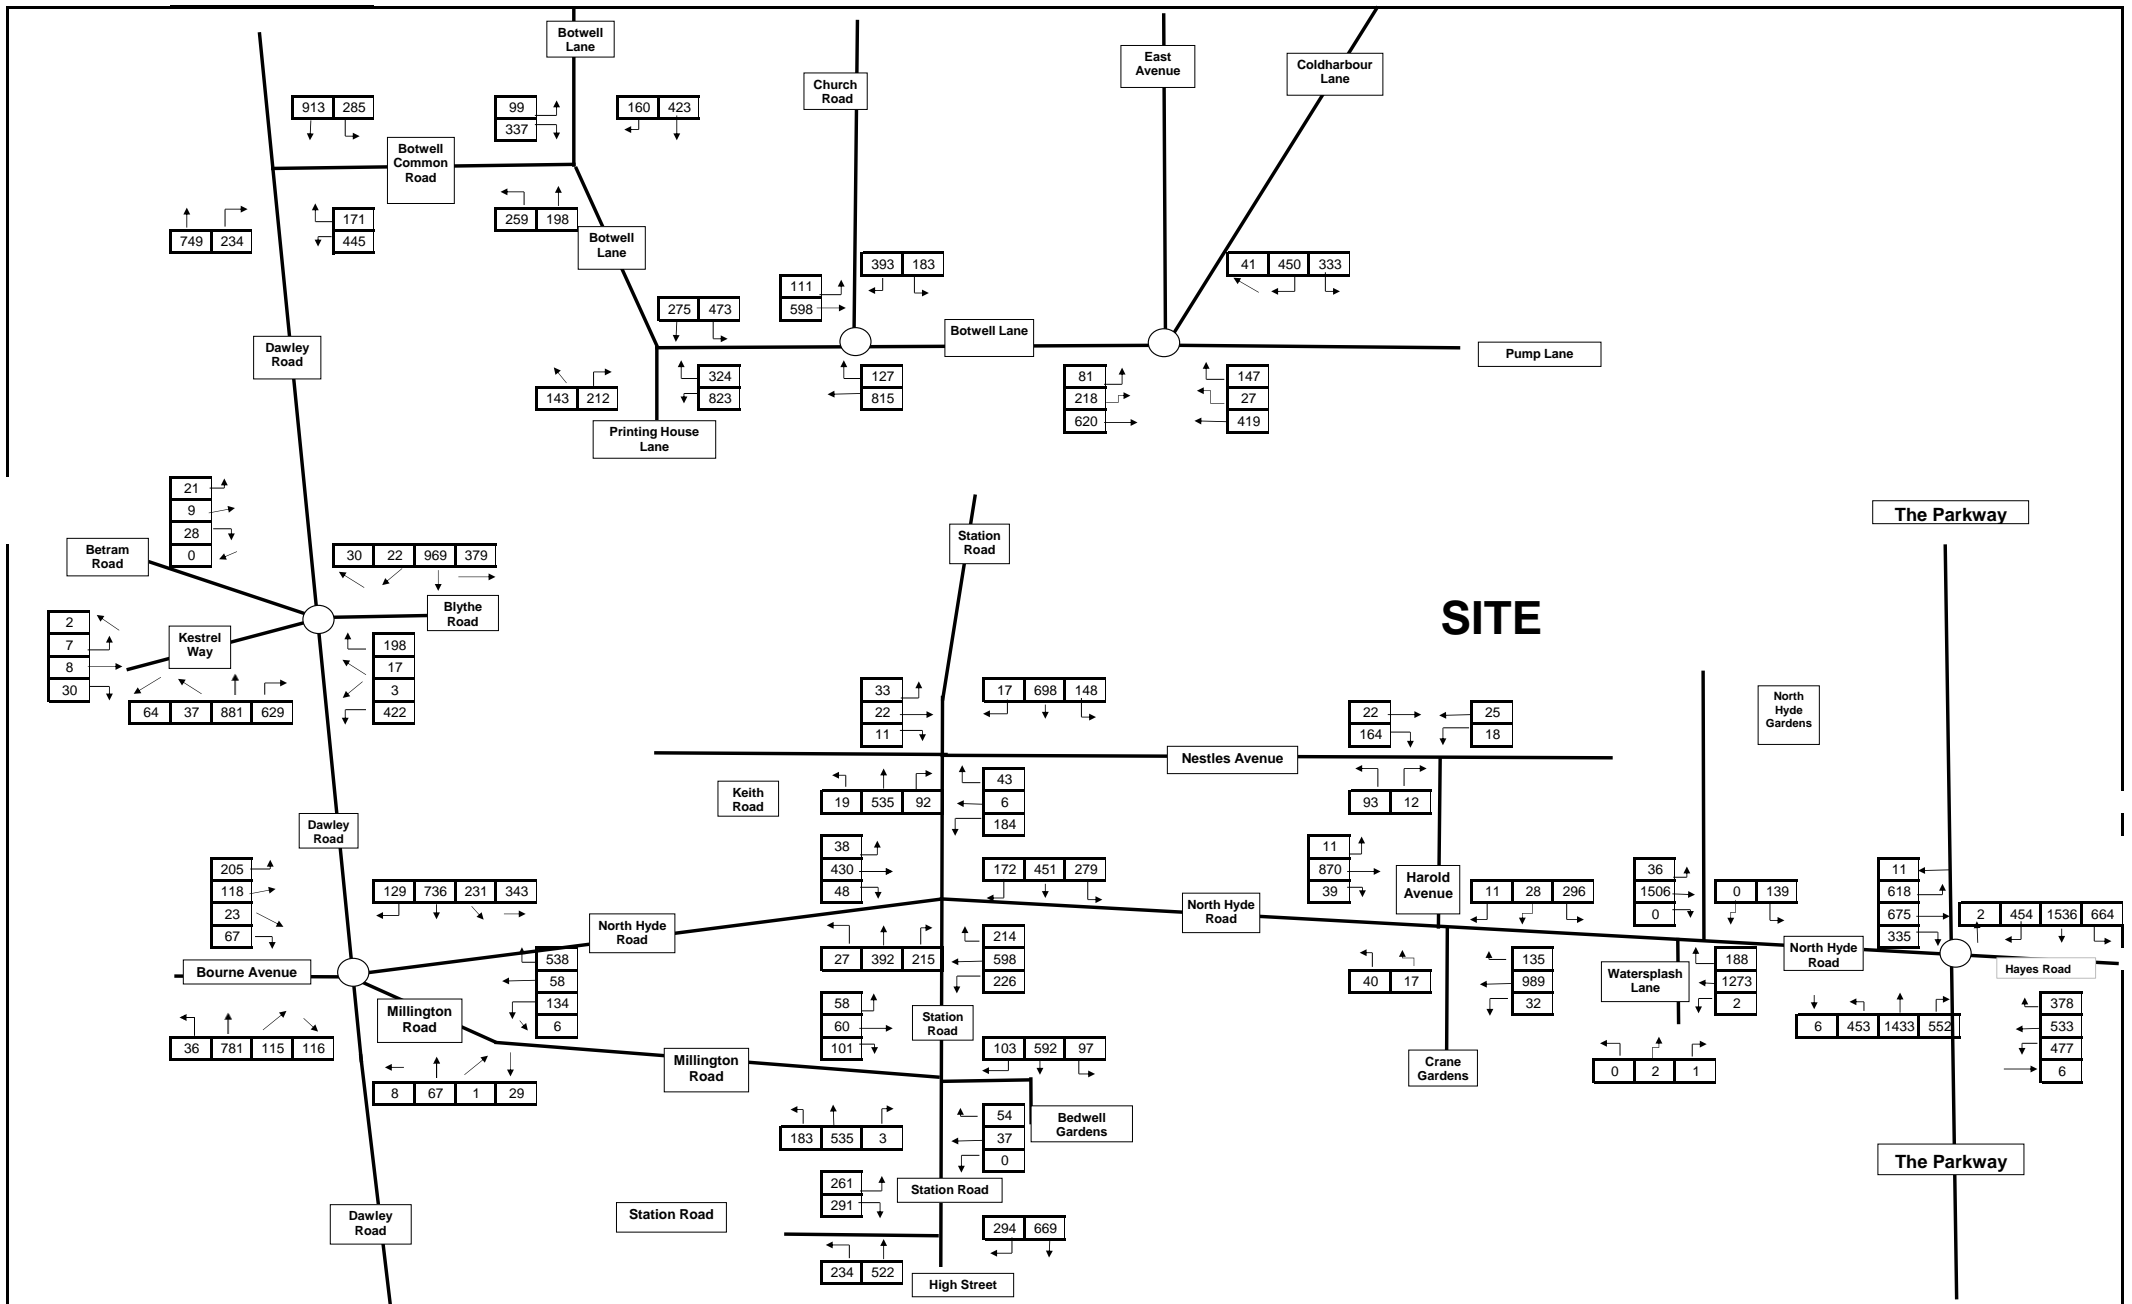 Botwell
Lane
East
Avenue
Coldharbour
Lane
Church
Road
913 285
99
337
160 423
Botwell
Common
Road
749 234
171
445
259 198
Botwell
Lane
393 183
41 450 333
111
598
275 473
Botwell Lane
Pump Lane
Dawley
Road
143 212
324
823
127
815
81
218
620
147
27
419
Printing House
Lane
21
9
28
0
Betram
Road
30 22 969 379
Station
Road
The Parkway
Blythe
Road
SITE
2
7
8
30
Kestrel
Way
198
17
3
422
64 37 881 629
33
22
11
17 698 148
22
164
25
18
North
Hyde
Gardens
Nestles Avenue
Keith
Road
19 535 92
43
6
184
93 12
Dawley
Road
38
430
48
172 451 279
11
870
39
Harold
Avenue
11 28 296
36
1506
0
0 139
11
618
675
335
2 454 1536 664
205
118
23
67
129 736 231 343
North Hyde
Road
North Hyde
Road
North Hyde
Road
Hayes Road
Bourne Avenue
538
58
134
6
27 392 215
214
598
226
40 17
135
989
32
Watersplash
Lane
188
1273
2
Millington
Road
58
60
101
Station
Road
6 453 1433 552
378
533
477
6
36 781 115 116
Millington
Road
103 592 97
Crane
Gardens
0 2 1
8 67 1 29
183 535 3
54
37
0
Bedwell
Gardens
The Parkway
261
291
Station Road
Dawley
Road
Station Road
294 669
234 522
High Street